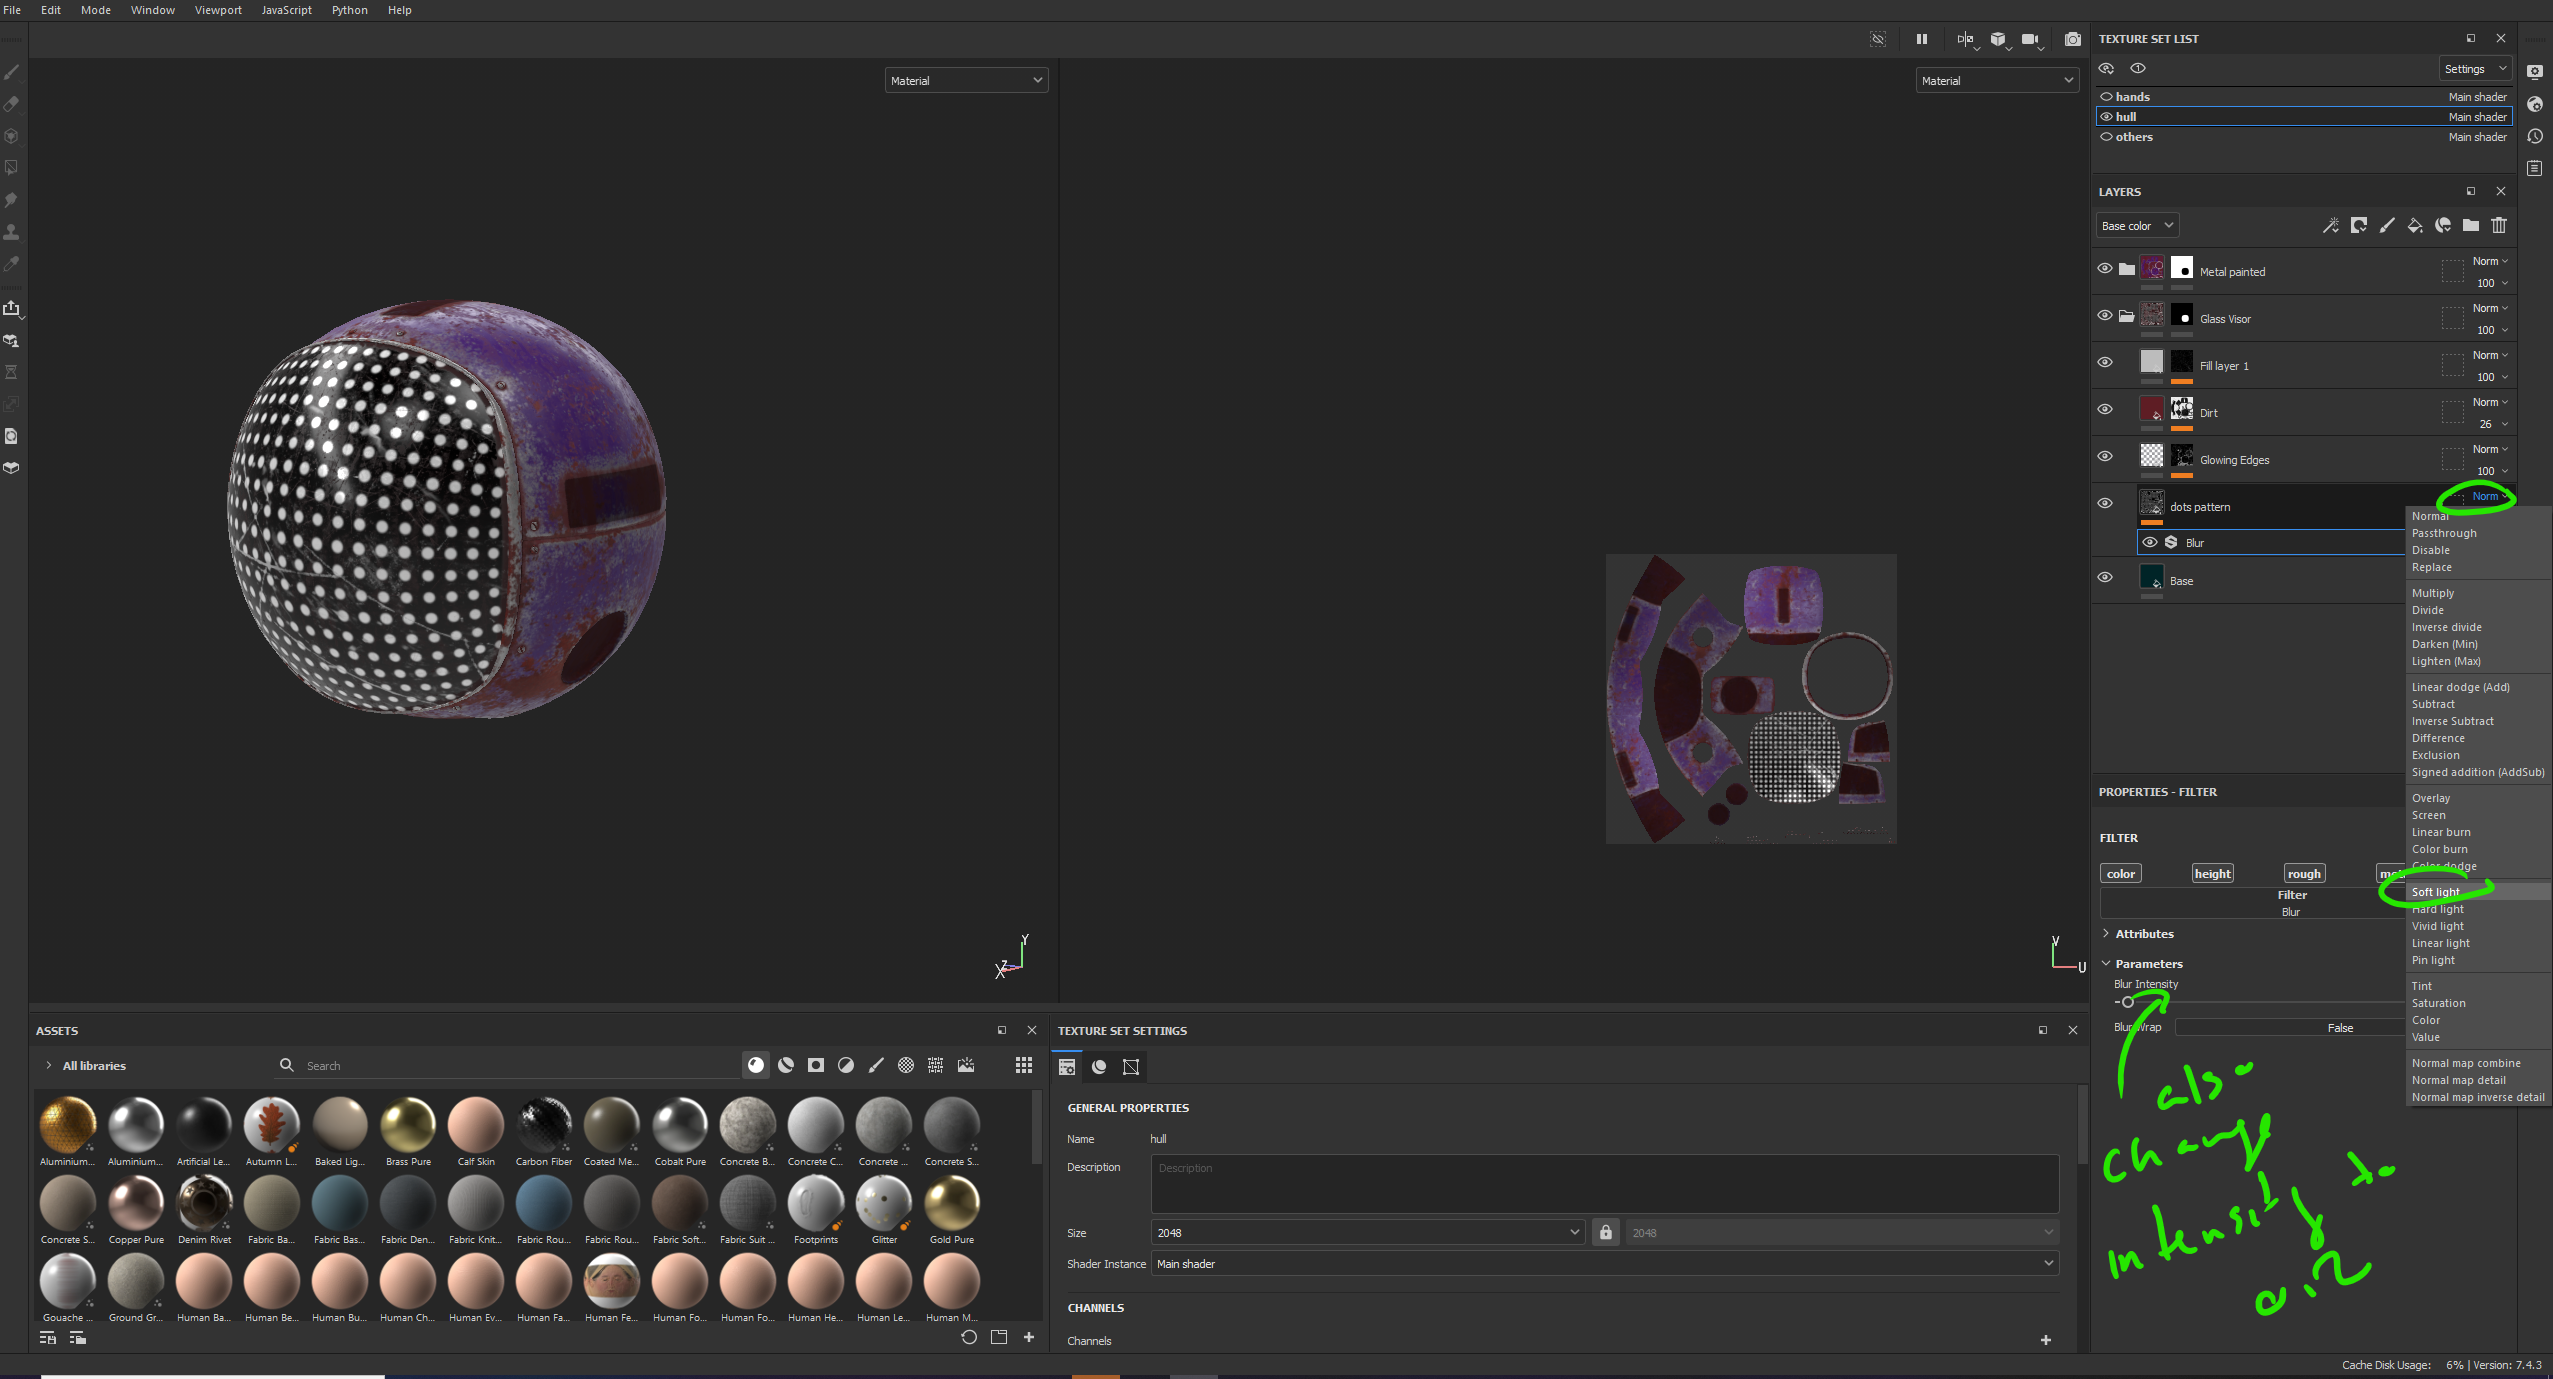 File Edit Mode Window Viewport JavaScript Python Help
Material
Material
TEXTURE SET LIST
Settings
hands Main shader
hull Main shader
others Main shader
LAYERS
Base color
Metal painted Norm 100
Glass Visor Norm 100
Fill layer 1 Norm 100
Dirt Norm 26
Glowing Edges Norm 100
dots pattern Norm
Blur
Base
Normal
Passthrough
Disable
Replace
Multiply
Divide
Inverse divide
Darken (Min)
Lighten (Max)
Linear dodge (Add)
Subtract
Inverse Subtract
Difference
Exclusion
Signed addition (AddSub)
Overlay
Screen
Linear burn
Color burn
Color dodge
Soft light
Hard light
Vivid light
Linear light
Pin light
Tint
Saturation
Color
Value
Normal map combine
Normal map detail
Normal map inverse detail
PROPERTIES - FILTER
FILTER
color height rough
Filter
Blur
Attributes
Parameters
Blur Intensity
Blur Wrap False
also
change
intensity to
0.2
Y
Z
X
V
U
ASSETS
All libraries
Search
Aluminium... Aluminium... Artificial Le... Autumn L... Baked Lig... Brass Pure Calf Skin Carbon Fiber Coated Me... Cobalt Pure Concrete B... Concrete C... Concrete ... Concrete S...
Concrete S... Copper Pure Denim Rivet Fabric Ba... Fabric Bas... Fabric Den... Fabric Knit... Fabric Rou... Fabric Rou... Fabric Soft... Fabric Suit ... Footprints Glitter Gold Pure
Gouache ... Ground Gr... Human Ba... Human Be... Human Bu... Human Ch... Human Ev... Human Fa... Human Fe... Human Fo... Human Fo... Human He... Human Le... Human M...
TEXTURE SET SETTINGS
GENERAL PROPERTIES
Name hull
Description Description
Size 2048 2048
Shader Instance Main shader
CHANNELS
Channels
Cache Disk Usage: 6% | Version: 7.4.3